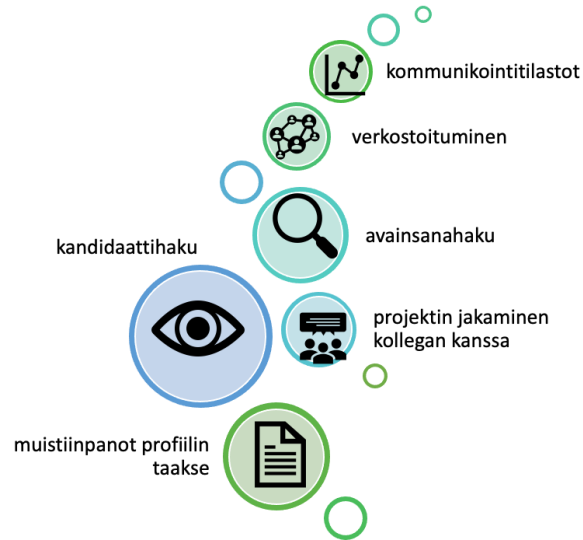 kommunikointitilastot
verkostoituminen
avainsanahaku
kandidaattihaku
projektin jakaminen
kollegan kanssa
muistiinpanot profiilin
taakse